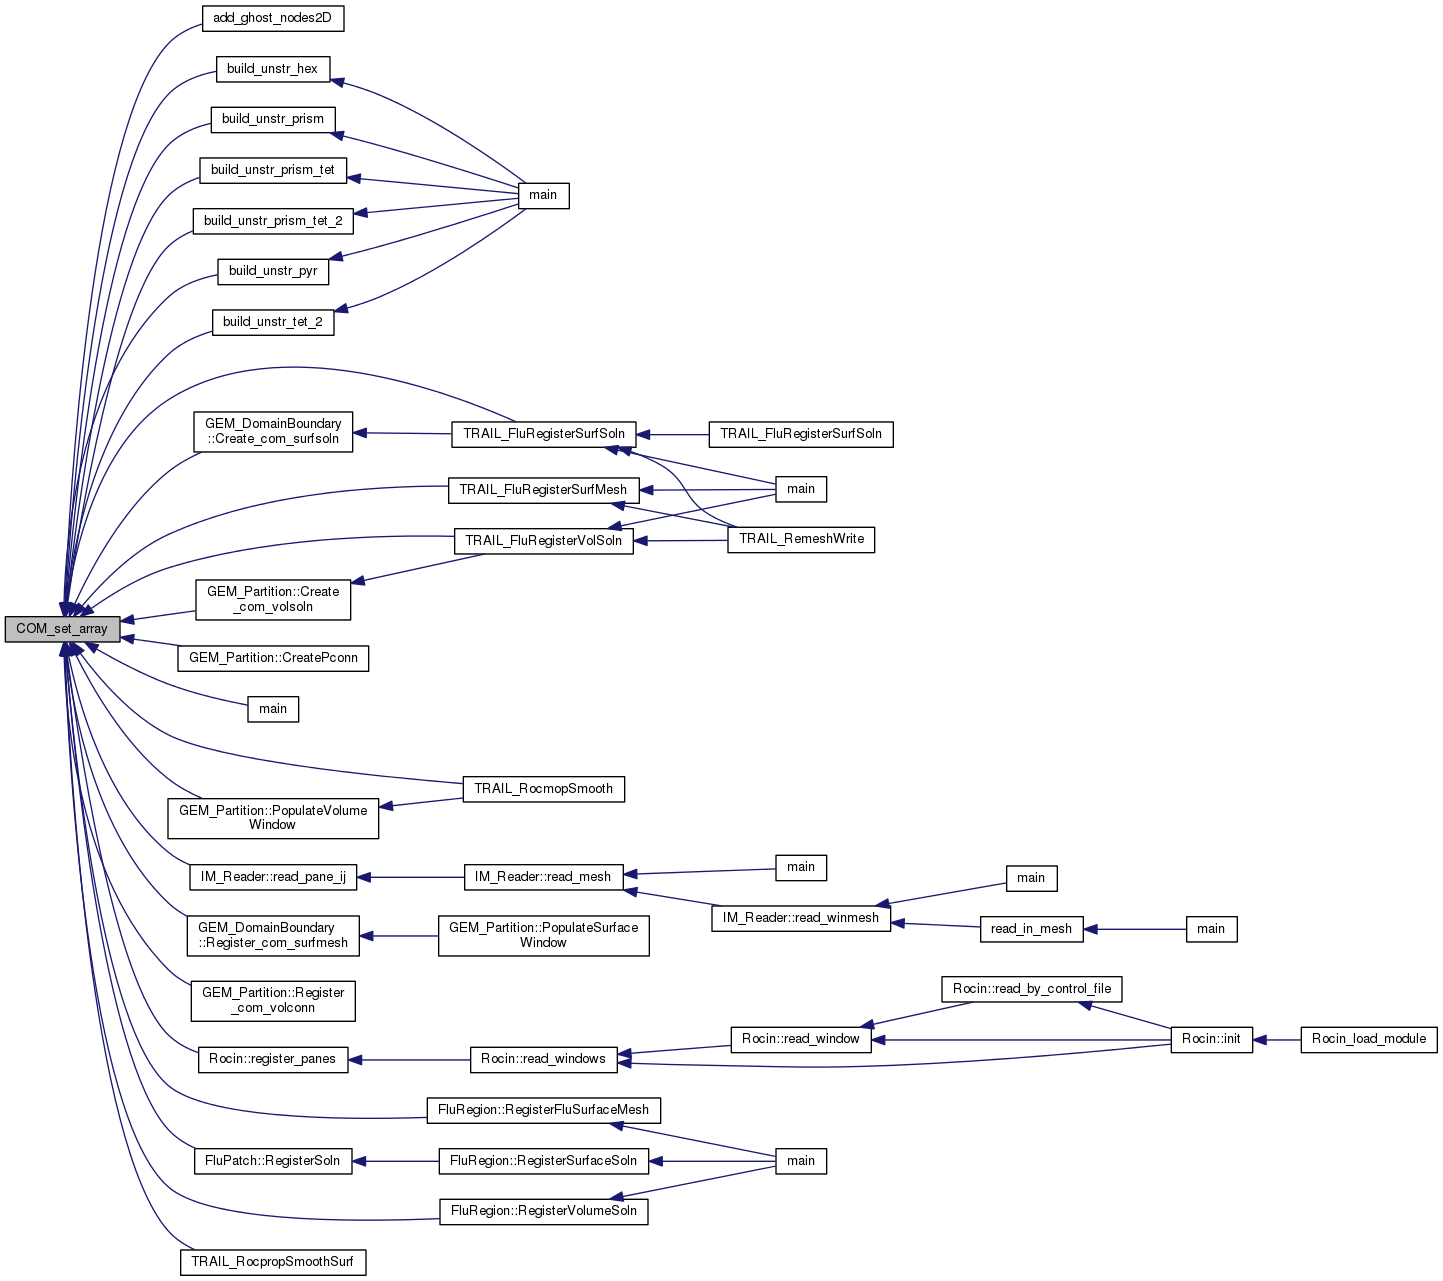 add_ghost_nodes2D
build_unstr_hex
build_unstr_prism
build_unstr_prism_tet
main
build_unstr_prism_tet_2
build_unstr_pyr
build_unstr_tet_2
GEM_DomainBoundary
::Create_com_surfsoln
TRAIL_FluRegisterSurfSoln
TRAIL_FluRegisterSurfSoln
TRAIL_FluRegisterSurfMesh
main
TRAIL_FluRegisterVolSoln
TRAIL_RemeshWrite
GEM_Partition::Create
_com_volsoln
COM_set_array
GEM_Partition::CreatePconn
main
TRAIL_RocmopSmooth
GEM_Partition::PopulateVolume
Window
IM_Reader::read_pane_ij
IM_Reader::read_mesh
main
main
IM_Reader::read_winmesh
read_in_mesh
main
GEM_DomainBoundary
::Register_com_surfmesh
GEM_Partition::PopulateSurface
Window
GEM_Partition::Register
_com_volconn
Rocin::read_by_control_file
Rocin::register_panes
Rocin::read_windows
Rocin::read_window
Rocin::init
Rocin_load_module
FluRegion::RegisterFluSurfaceMesh
FluPatch::RegisterSoln
FluRegion::RegisterSurfaceSoln
main
FluRegion::RegisterVolumeSoln
TRAIL_RocpropSmoothSurf